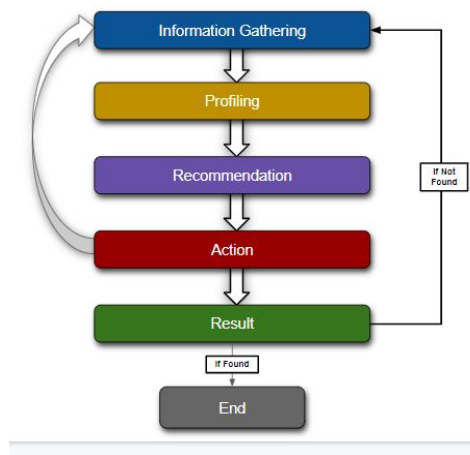 Information Gathering
Profiling
Recommendation
If Not
Found
Action
Result
If Found
End